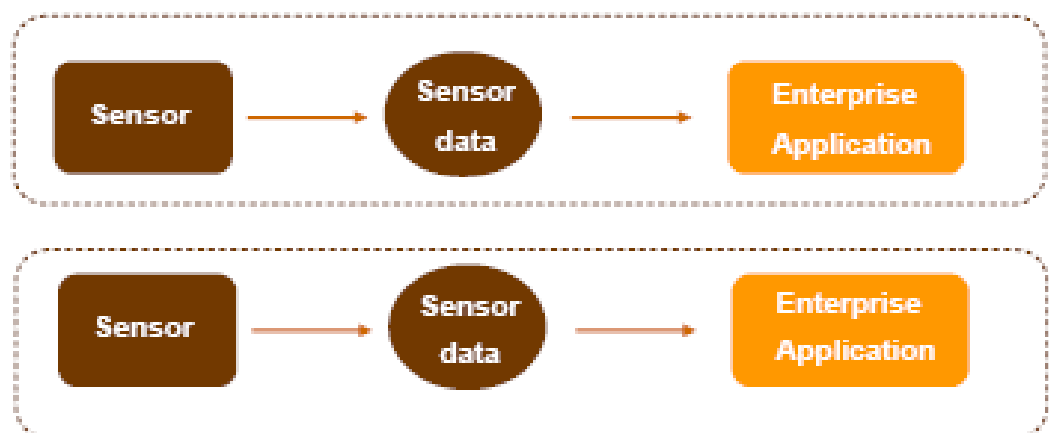 Sensor
Sensor
data
Enterprise
Application
Sensor
Sensor
data
Enterprise
Application